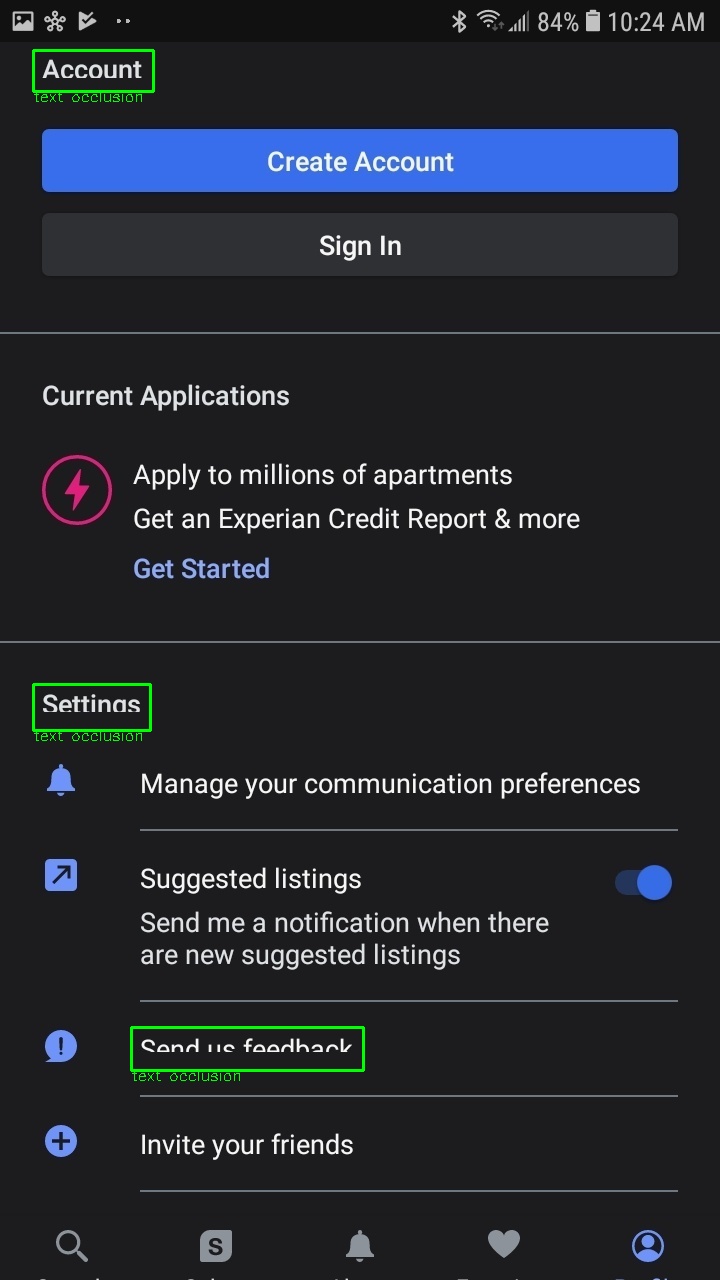 84% 10:24 AM
Account
text occlusion
Create Account
Sign In
Current Applications
Apply to millions of apartments
Get an Experian Credit Report & more
Get Started
Settings
text occlusion
Manage your communication preferences
Suggested listings
Send me a notification when there
are new suggested listings
Send us feedback
text occlusion
Invite your friends
S